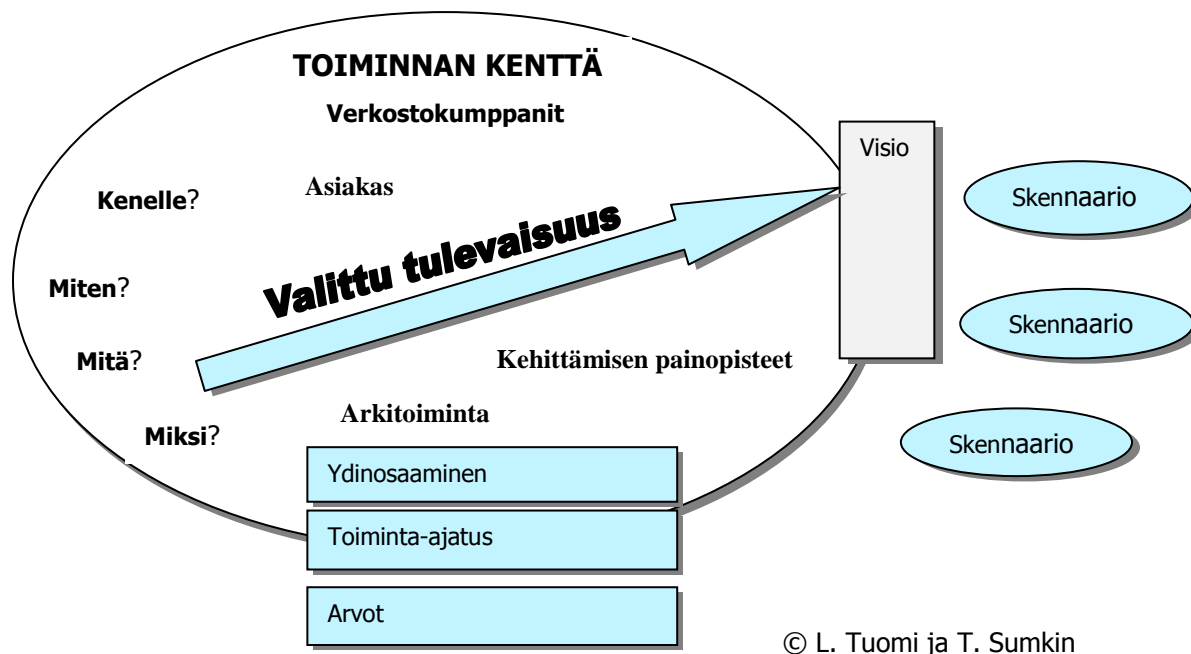 TOIMINNAN KENTTÄ
Verkostokumppanit
Visio
Asiakas
Kenelle?
Skennaario
Valittu tulevaisuus
Miten?
Skennaario
Mitä?
Kehittämisen painopisteet
Arkitoiminta
Miksi?
Skennaario
Ydinosaaminen
Toiminta-ajatus
Arvot
© L. Tuomi ja T. Sumkin